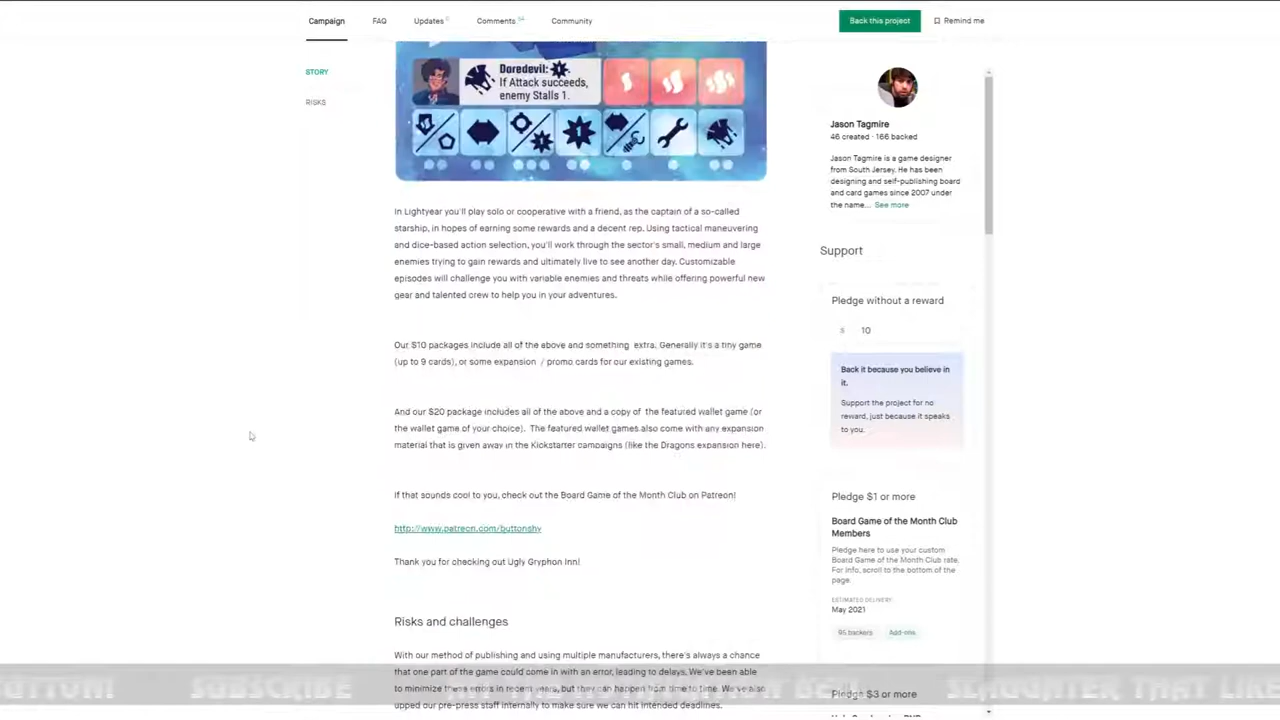 Campaign
FAQ
Updates 0
Comments 54
Community
Back this project
Remind me
STORY
RISKS
Daredevil:
If Attack succeeds,
enemy Stalls 1.
In Lightyear you'll play solo or cooperative with a friend, as the captain of a so-called
starship, in hopes of earning some rewards and a decent rep. Using tactical maneuvering
and dice-based action selection, you'll work through the sector's small, medium and large
enemies trying to gain rewards and ultimately live to see another day. Customizable
episodes will challenge you with variable enemies and threats while offering powerful new
gear and talented crew to help you in your adventures.
Our $10 packages include all of the above and something extra. Generally it's a tiny game
(up to 9 cards), or some expansion / promo cards for our existing games.
And our $20 package includes all of the above and a copy of the featured wallet game (or
the wallet game of your choice). The featured wallet games also come with any expansion
material that is given away in the Kickstarter campaigns (like the Dragons expansion here).
If that sounds cool to you, check out the Board Game of the Month Club on Patreon!
http://www.patreon.com/buttonshy
Thank you for checking out Ugly Gryphon Inn!
Risks and challenges
With our method of publishing and using multiple manufacturers, there's always a chance
that one part of the game could come in with an error, leading to delays. We've been able
to minimize these errors in recent years, but they can happen from time to time. We've also
upped our pre-press staff internally to make sure we can hit intended deadlines.
Jason Tagmire
46 created · 166 backed
Jason Tagmire is a game designer
from South Jersey. He has been
designing and self-publishing board
and card games since 2007 under
the name... See more
Support
Pledge without a reward
$ 10
Back it because you believe in
it.
Support the project for no
reward, just because it speaks
to you.
Pledge $1 or more
Board Game of the Month Club
Members
Pledge here to use your custom
Board Game of the Month Club rate.
For info, scroll to the bottom of the
page.
ESTIMATED DELIVERY
May 2021
95 backers
Add-ons
Pledge $3 or more
SUBSCRIBE
SLAUGHTER THAT LIKE